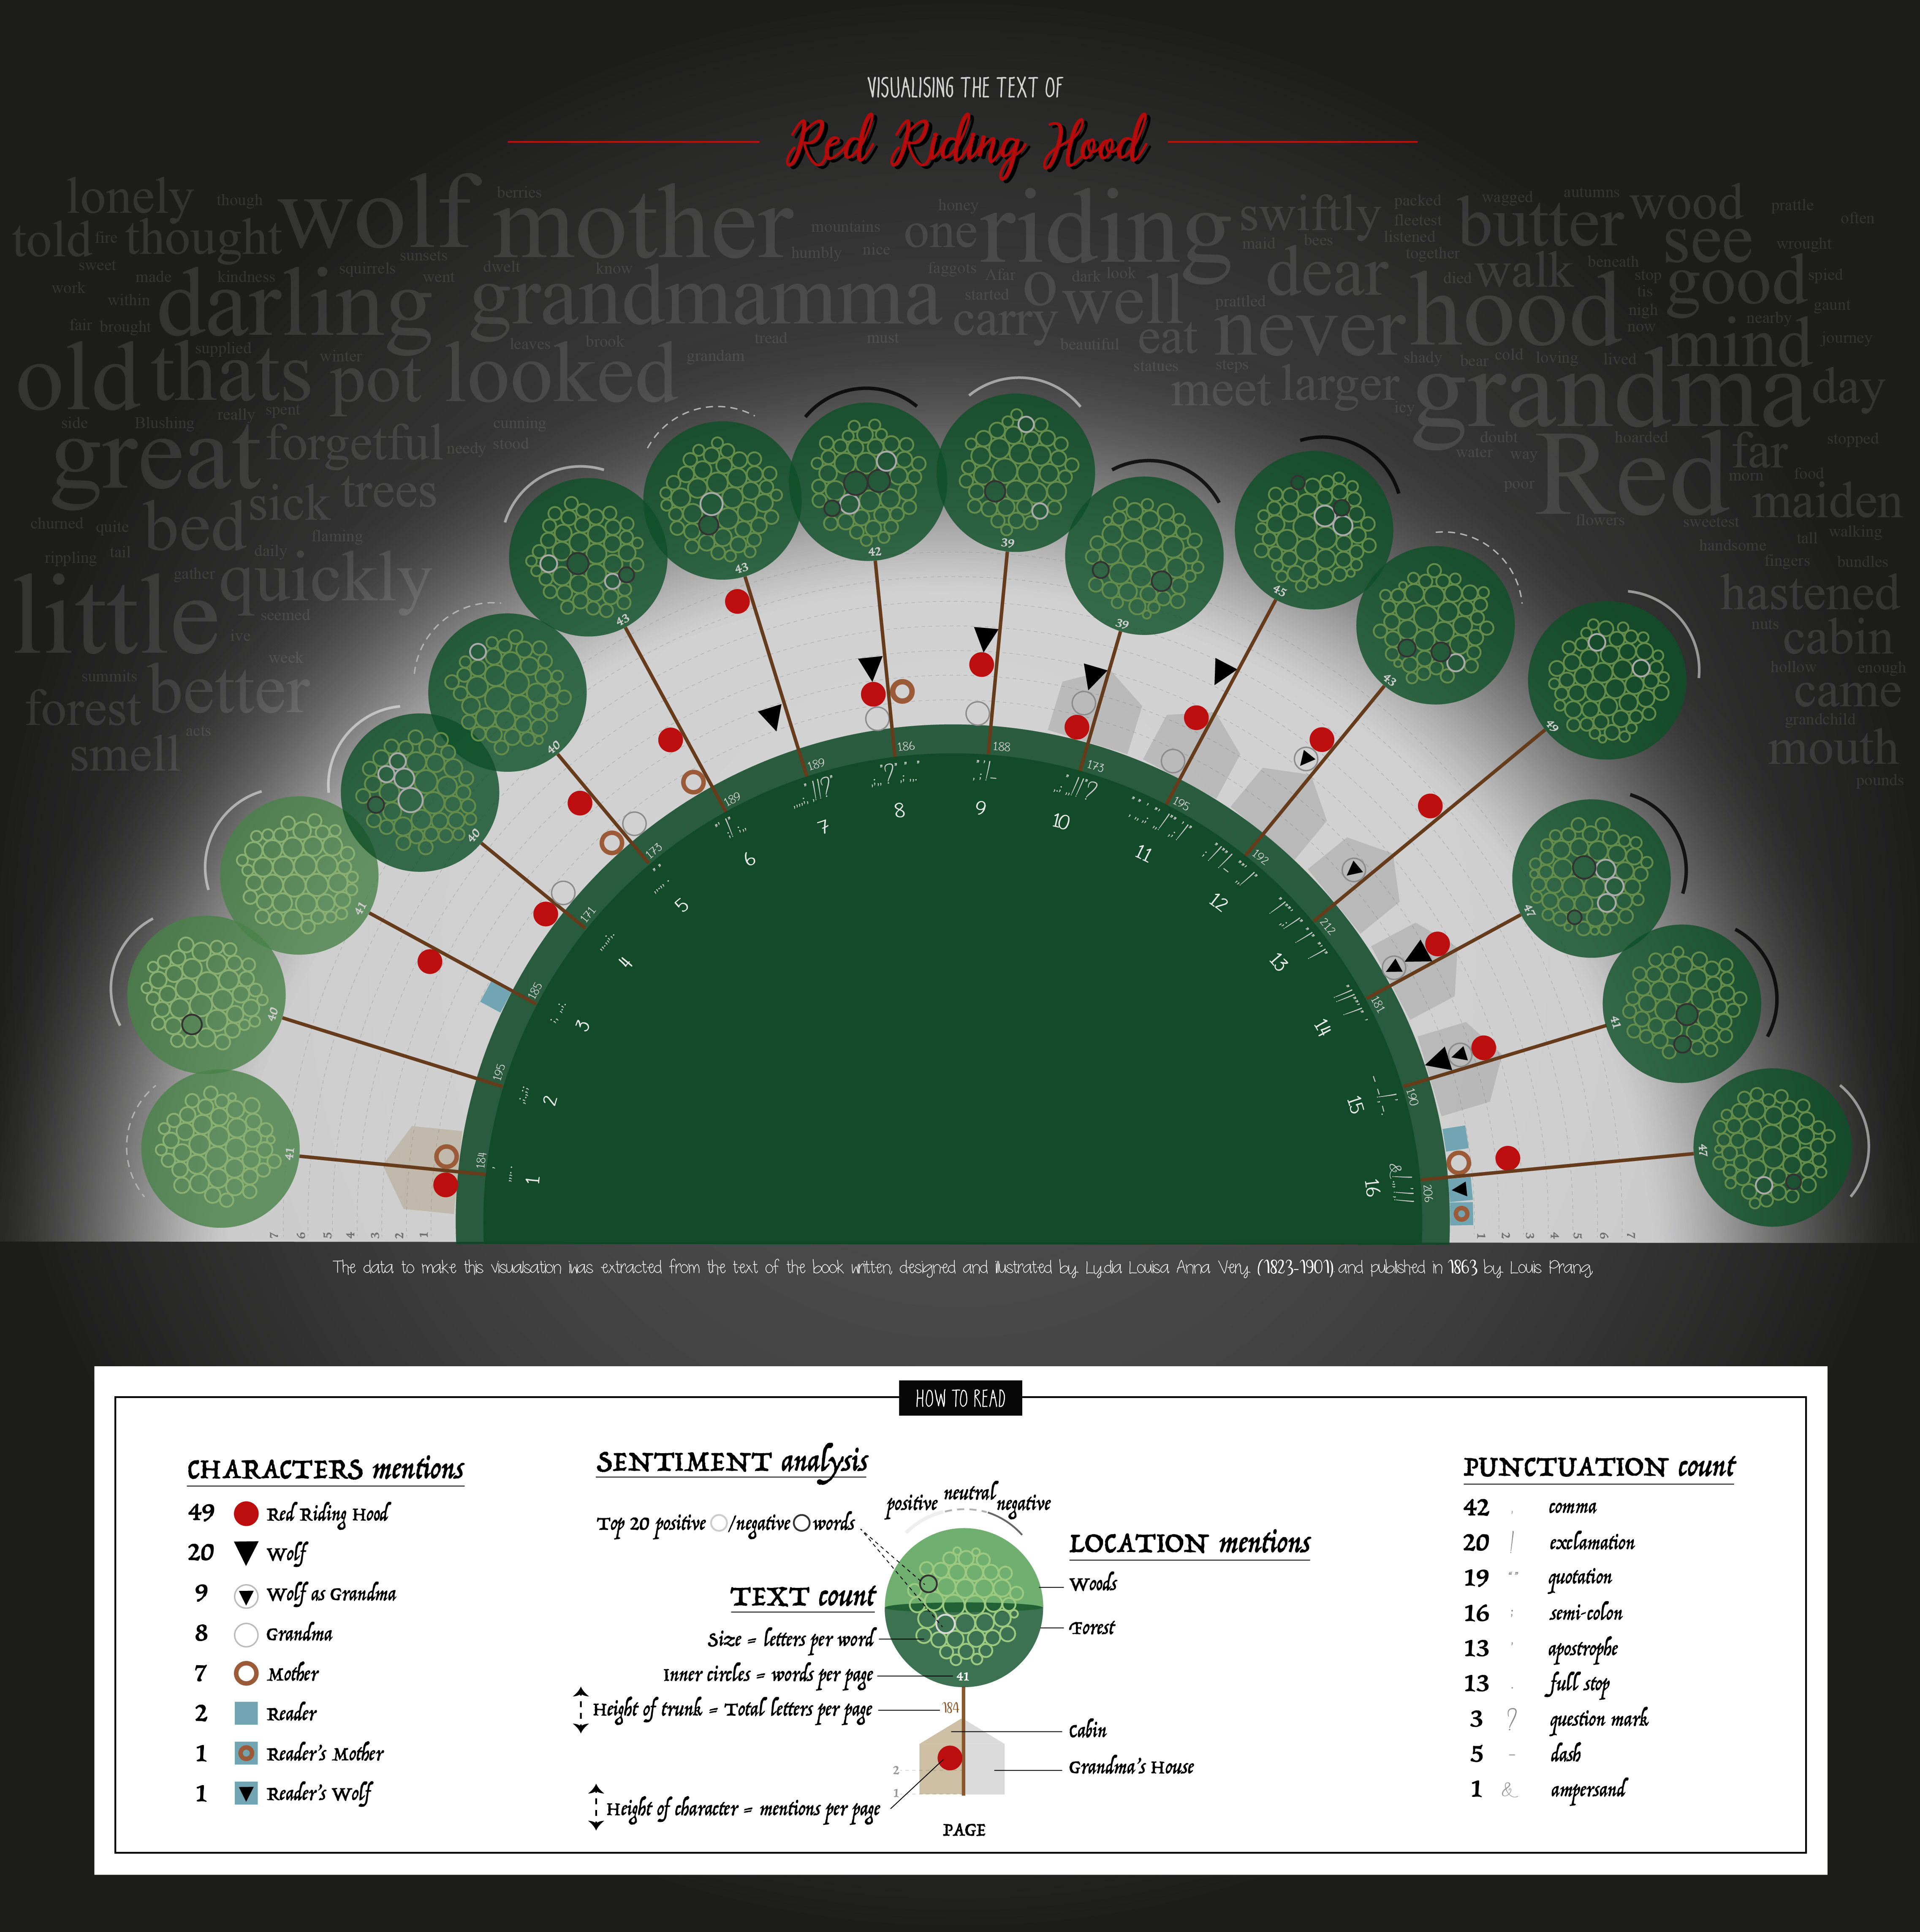 VISUALISING THE TEXT OF
Red Riding Hood
lonely though wolf berries mother honey riding swiftly packed wagged autumns wood prattle often
told fire thought sunsets mountains one fleetest butter see
sweet made kindness squirrels went dwelt know humbly nice maid bees listened together beneath wrought
work within darling grandmamma faggots Afar dark look dear died walk stop good spied
fair brought started o well prattled hood tis nigh gaunt
supplied winter leaves brook tread must carry beautiful eat never now mind nearby journey
old thats pot looked grandam statues steps shady bear cold loving lived
side Blushing really spent cunning meet larger icy grandma day
great forgetful needy stood doubt hoarded stopped
sick trees water way Red far
churned quite bed poor morn food
rippling tail daily flaming flowers sweetest maiden
gather quickly handsome tall walking
little seemed fingers bundles
ive hastened
week nuts cabin
summits better hollow enough
forest came
acts grandchild
smell mouth
pounds
41 40 41 40 40 43 43 42 39 39 45 43 49 47 41 47
184 195 185 171 173 189 189 186 188 173 195 192 212 181 190 206
1 2 3 4 5 6 7 8 9 10 11 12 13 14 15 16
7 6 5 4 3 2 1
1 2 3 4 5 6 7
The data to make this visualsation iwas extracted from the text of the book written, designed and illustrated by Lydia Louisa Anna Very (1823-1901) and published in 1863 by Louis Prang.
HOW TO READ
CHARACTERS mentions
49 Red Riding Hood
20 Wolf
9 Wolf as Grandma
8 Grandma
7 Mother
2 Reader
1 Reader's Mother
1 Reader's Wolf
SENTIMENT analysis
positive neutral negative
Top 20 positive /negative words
TEXT count
Size = letters per word
Inner circles = words per page
41
Height of trunk = Total letters per page
184
2
1
Height of character = mentions per page
PAGE
LOCATION mentions
Woods
Forest
Cabin
Grandma's House
PUNCTUATION count
42 , comma
20 ! exclamation
19 "" quotation
16 ; semi-colon
13 ' apostrophe
13 . full stop
3 ? question mark
5 - dash
1 & ampersand